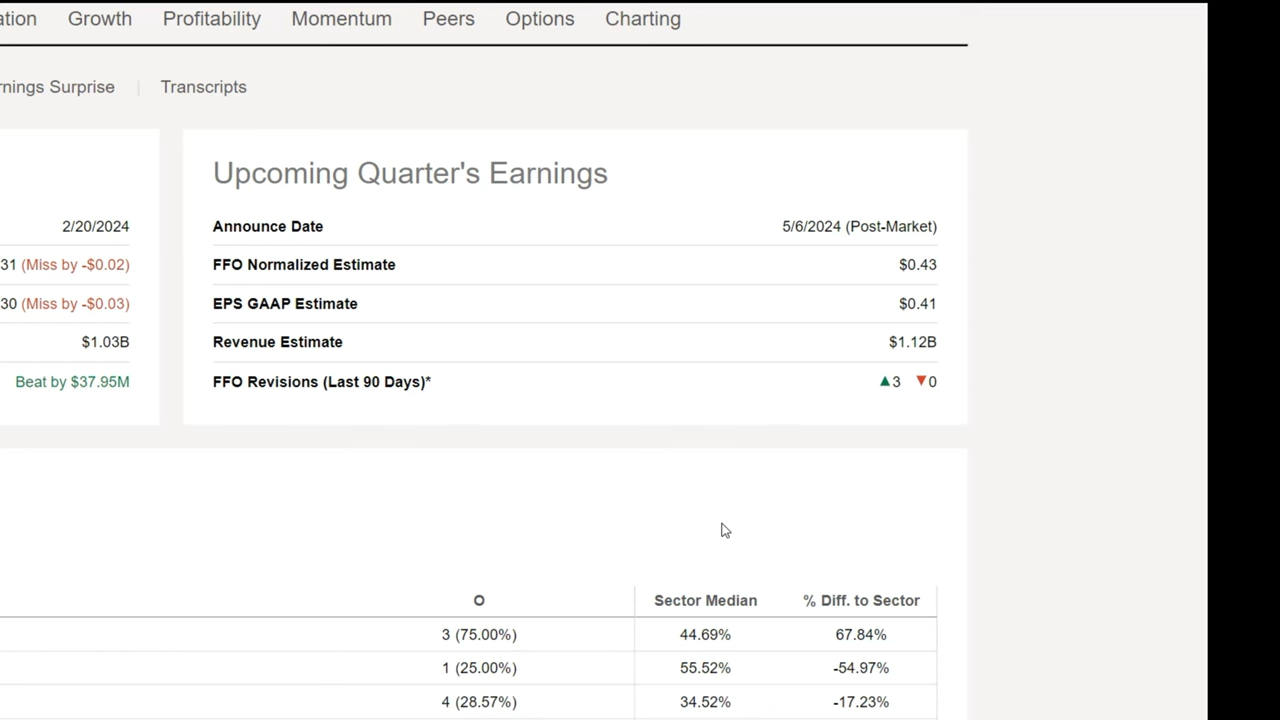 ation Growth Profitability Momentum Peers Options Charting
rnings Surprise | Transcripts
Upcoming Quarter's Earnings
2/20/2024
Announce Date 5/6/2024 (Post-Market)
31 (Miss by -$0.02)
FFO Normalized Estimate $0.43
30 (Miss by -$0.03)
EPS GAAP Estimate $0.41
$1.03B
Revenue Estimate $1.12B
Beat by $37.95M
FFO Revisions (Last 90 Days)* ▲3 ▼0
O Sector Median % Diff. to Sector
3 (75.00%) 44.69% 67.84%
1 (25.00%) 55.52% -54.97%
4 (28.57%) 34.52% -17.23%